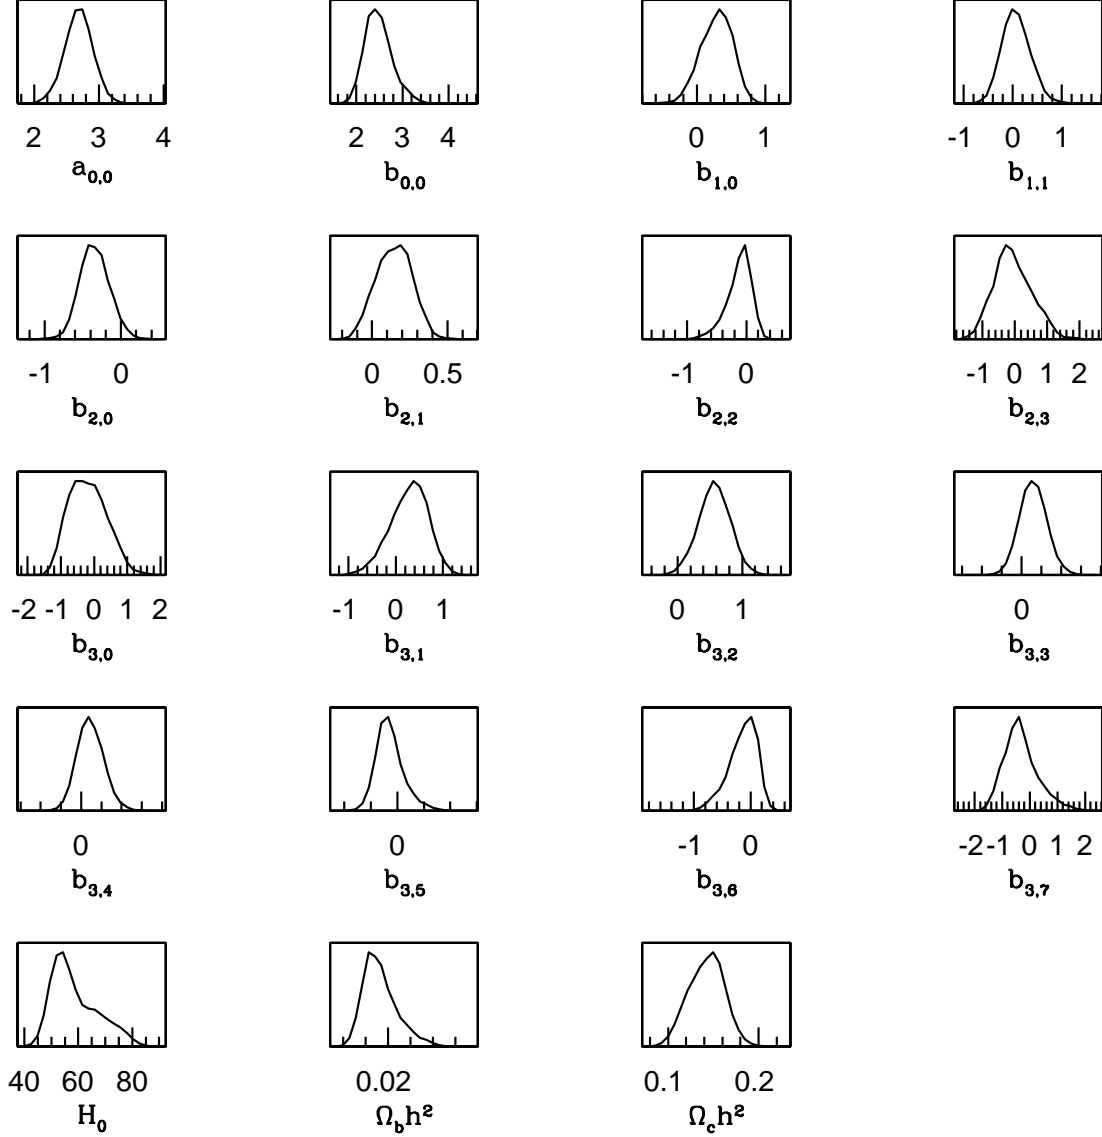 2 3 4 2 3 4 0 1 -1 0 1
a0,0 b0,0 b1,0 b1,1
-1 0 0 0.5 -1 0 -1 0 1 2
b2,0 b2,1 b2,2 b2,3
-2 -1 0 1 2 -1 0 1 0 1 0
b3,0 b3,1 b3,2 b3,3
0 0 -1 0 -2 -1 0 1 2
b3,4 b3,5 b3,6 b3,7
40 60 80 0.02 0.1 0.2
H0 Ωbh² Ωch²